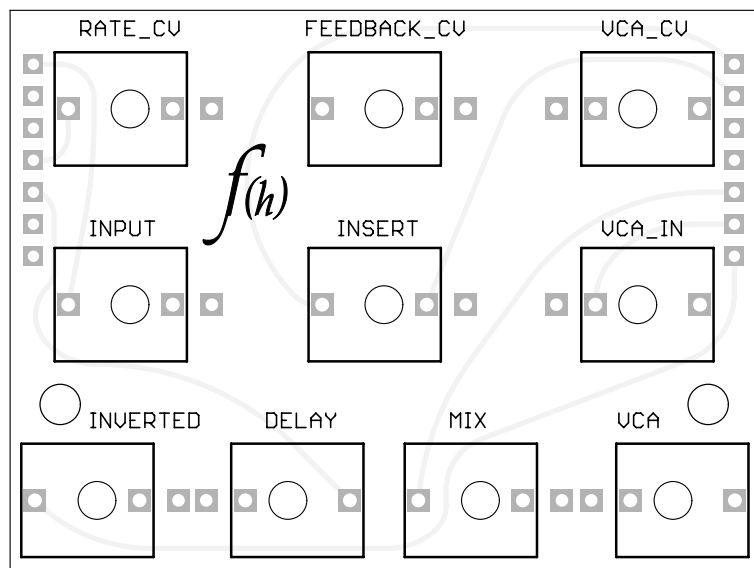 RATE_CV FEEDBACK_CV VCA_CV
f(h)
INPUT INSERT VCA_IN
INVERTED DELAY MIX VCA